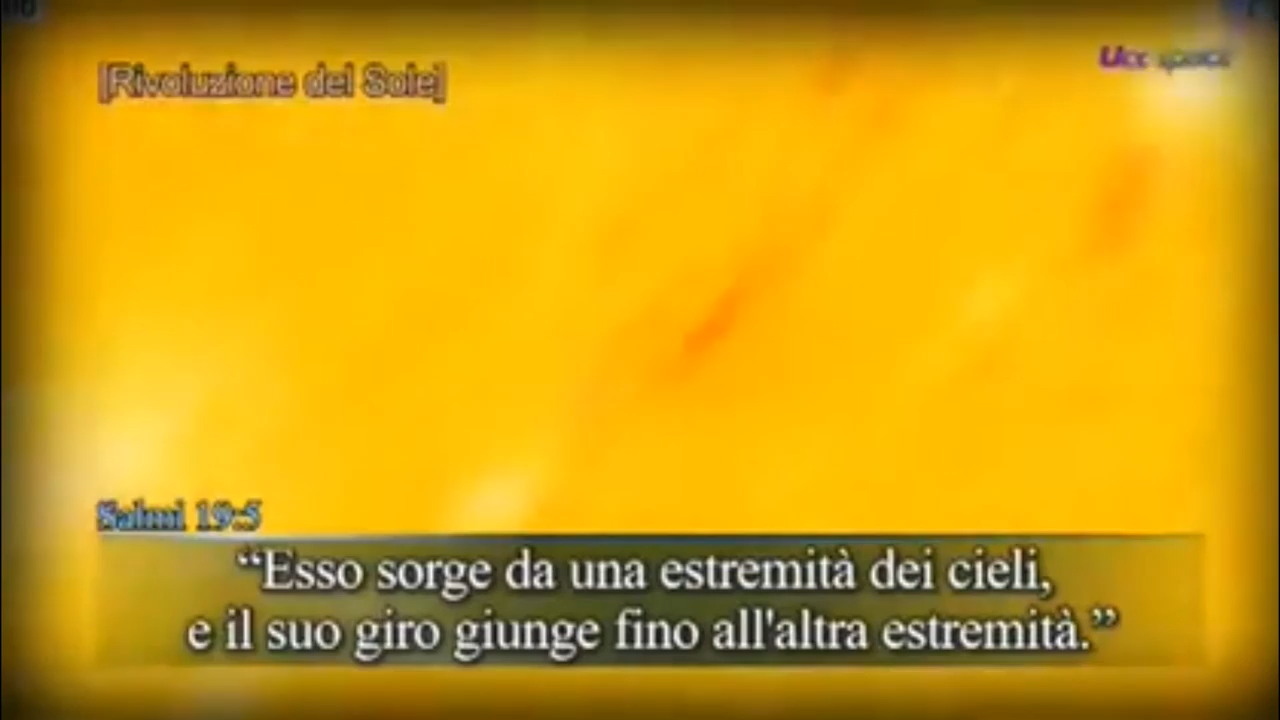 [Rivoluzione del Sole]
Ucc
Salmi 19:5
“Esso sorge da una estremità dei cieli,
e il suo giro giunge fino all'altra estremità.”